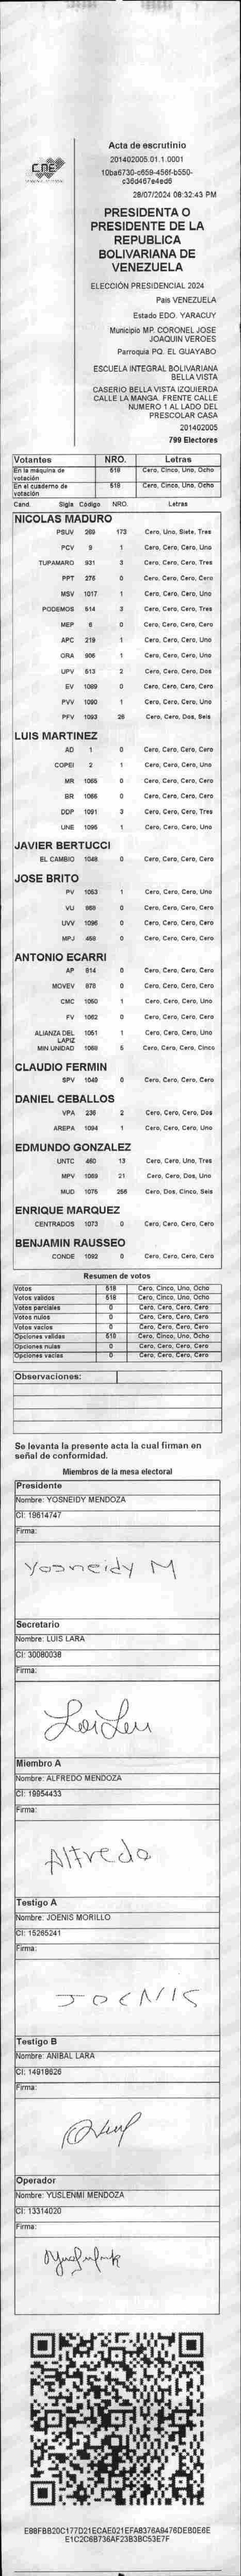 CNE
Acta de escrutinio
201402005.01.1.0001
28/07/2024 08:32:43 PM
PRESIDENTA O
PRESIDENTE DE LA
REPUBLICA
BOLIVARIANA DE
VENEZUELA
ELECCIÓN PRESIDENCIAL 2024
País VENEZUELA
Estado EDO. YARACUY
Municipio MP. CORONEL JOSE
JOAQUIN VEROES
Parroquia PQ. EL GUAYABO
ESCUELA INTEGRAL BOLIVARIANA
BELLA VISTA
CASERIO BELLA VISTA IZQUIERDA
CALLE LA MANGA. FRENTE CALLE
NUMERO 1 AL LADO DEL
PRESCOLAR CASA
201402005
799 Electores
Votantes NRO. Letras
En la máquina de votación 518 Cero, Cinco, Uno, Ocho
En el cuaderno de votación 518 Cero, Cinco, Uno, Ocho
Cand. Sigla Código NRO. Letras
NICOLAS MADURO
PSUV 269 173 Cero, Uno, Siete, Tres
PCV 9 1 Cero, Cero, Cero, Uno
TUPAMARO 931 3 Cero, Cero, Cero, Tres
PPT 275 0 Cero, Cero, Cero, Cero
MSV 1017 1 Cero, Cero, Cero, Uno
PODEMOS 514 3 Cero, Cero, Cero, Tres
MEP 6 0 Cero, Cero, Cero, Cero
APC 219 1 Cero, Cero, Cero, Uno
ORA 906 1 Cero, Cero, Cero, Uno
UPV 513 2 Cero, Cero, Cero, Dos
EV 1089 0 Cero, Cero, Cero, Cero
PVV 1090 1 Cero, Cero, Cero, Uno
PFV 1093 26 Cero, Cero, Dos, Seis
LUIS MARTINEZ
AD 1 0 Cero, Cero, Cero, Cero
COPEI 2 1 Cero, Cero, Cero, Uno
MR 1065 0 Cero, Cero, Cero, Cero
BR 1066 0 Cero, Cero, Cero, Cero
DDP 1091 3 Cero, Cero, Cero, Tres
UNE 1095 1 Cero, Cero, Cero, Uno
JAVIER BERTUCCI
EL CAMBIO 1048 0 Cero, Cero, Cero, Cero
JOSE BRITO
PV 1053 1 Cero, Cero, Cero, Uno
VU 868 0 Cero, Cero, Cero, Cero
UVV 1096 0 Cero, Cero, Cero, Cero
MPJ 458 0 Cero, Cero, Cero, Cero
ANTONIO ECARRI
AP 814 0 Cero, Cero, Cero, Cero
MOVEV 878 0 Cero, Cero, Cero, Cero
CMC 1050 1 Cero, Cero, Cero, Uno
FV 1062 0 Cero, Cero, Cero, Cero
ALIANZA DEL LAPIZ 1051 1 Cero, Cero, Cero, Uno
MIN UNIDAD 1068 5 Cero, Cero, Cero, Cinco
CLAUDIO FERMIN
SPV 1049 0 Cero, Cero, Cero, Cero
DANIEL CEBALLOS
VPA 236 2 Cero, Cero, Cero, Dos
AREPA 1094 1 Cero, Cero, Cero, Uno
EDMUNDO GONZALEZ
UNTC 460 13 Cero, Cero, Uno, Tres
MPV 1069 21 Cero, Cero, Dos, Uno
MUD 1075 256 Cero, Dos, Cinco, Seis
ENRIQUE MARQUEZ
CENTRADOS 1073 0 Cero, Cero, Cero, Cero
BENJAMIN RAUSSEO
CONDE 1092 0 Cero, Cero, Cero, Cero
Resumen de votos
Votos 518 Cero, Cinco, Uno, Ocho
Votos validos 518 Cero, Cinco, Uno, Ocho
Votos parciales 0 Cero, Cero, Cero, Cero
Votos nulos 0 Cero, Cero, Cero, Cero
Votos vacios 0 Cero, Cero, Cero, Cero
Opciones validas 518 Cero, Cinco, Uno, Ocho
Opciones nulas 0 Cero, Cero, Cero, Cero
Opciones vacias 0 Cero, Cero, Cero, Cero
Observaciones:
Se levanta la presente acta la cual firman en
señal de conformidad.
Miembros de la mesa electoral
Presidente
Nombre: YOSNEIDY MENDOZA
CI: 19614747
Firma:
Yosneidy M
Secretario
Nombre: LUIS LARA
CI: 30080038
Firma:
Miembro A
Nombre: ALFREDO MENDOZA
CI: 19954433
Firma:
Alfredo
Testigo A
Nombre: JOENIS MORILLO
CI: 15265241
Firma:
JOENIS
Testigo B
Nombre: ANIBAL LARA
CI: 14918626
Firma:
Operador
Nombre: YUSLENMI MENDOZA
CI: 13314020
Firma: